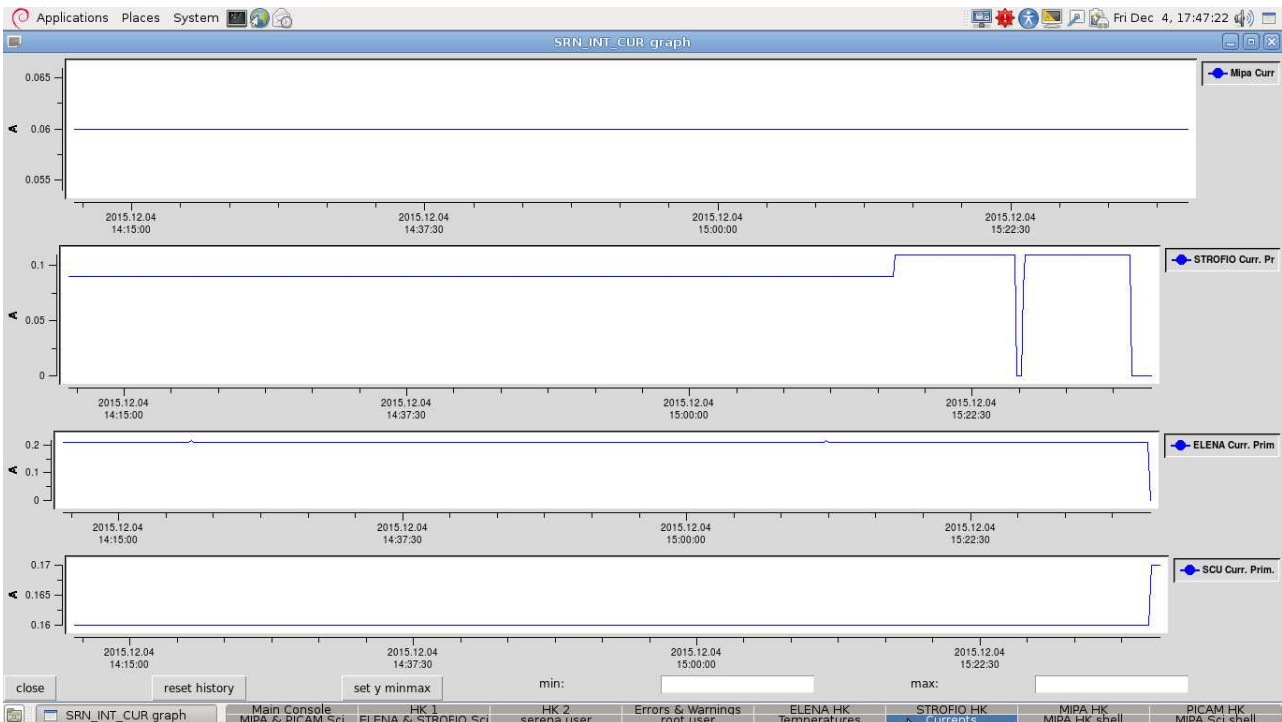 Applications Places System Fri Dec 4, 17:47:22
SRN_INT_CUR graph
0.065
0.06
0.055
A
Mipa Curr
2015.12.04 2015.12.04 2015.12.04 2015.12.04
14:15:00 14:37:30 15:00:00 15:22:30
0.1
0.05
0
A
STROFIO Curr. Pr
2015.12.04 2015.12.04 2015.12.04 2015.12.04
14:15:00 14:37:30 15:00:00 15:22:30
0.2
0.1
0
A
ELENA Curr. Prim
2015.12.04 2015.12.04 2015.12.04 2015.12.04
14:15:00 14:37:30 15:00:00 15:22:30
0.17
0.165
0.16
A
SCU Curr. Prim.
2015.12.04 2015.12.04 2015.12.04 2015.12.04
14:15:00 14:37:30 15:00:00 15:22:30
close reset history set y minmax min: max:
SRN_INT_CUR graph
Main Console HK 1 HK 2 Errors & Warnings ELENA HK STROFIO HK MIPA HK PICAM HK
MIPA & PICAM Sci ELENA & STROFIO Sci serena user root user Temperatures Currents MIPA HK shell MIPA sci shell